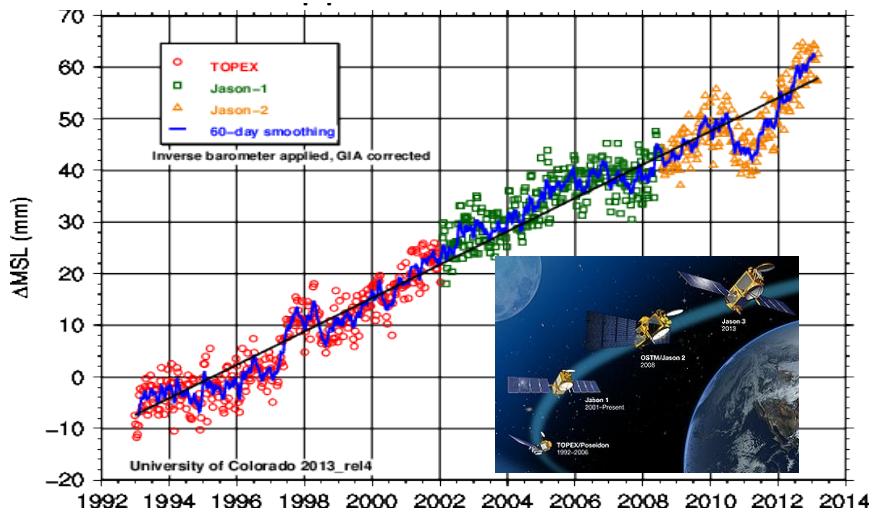 70
60
50
40
30
20
10
0
−10
−20
ΔMSL (mm)
TOPEX
Jason−1
Jason−2
60−day smoothing
Inverse barometer applied, GIA corrected
Jason 3
2013
OSTM/Jason 2
2008
Jason 1
2001–Present
TOPEX/Poseidon
1992–2006
University of Colorado 2013_rel4
1992 1994 1996 1998 2000 2002 2004 2006 2008 2010 2012 2014